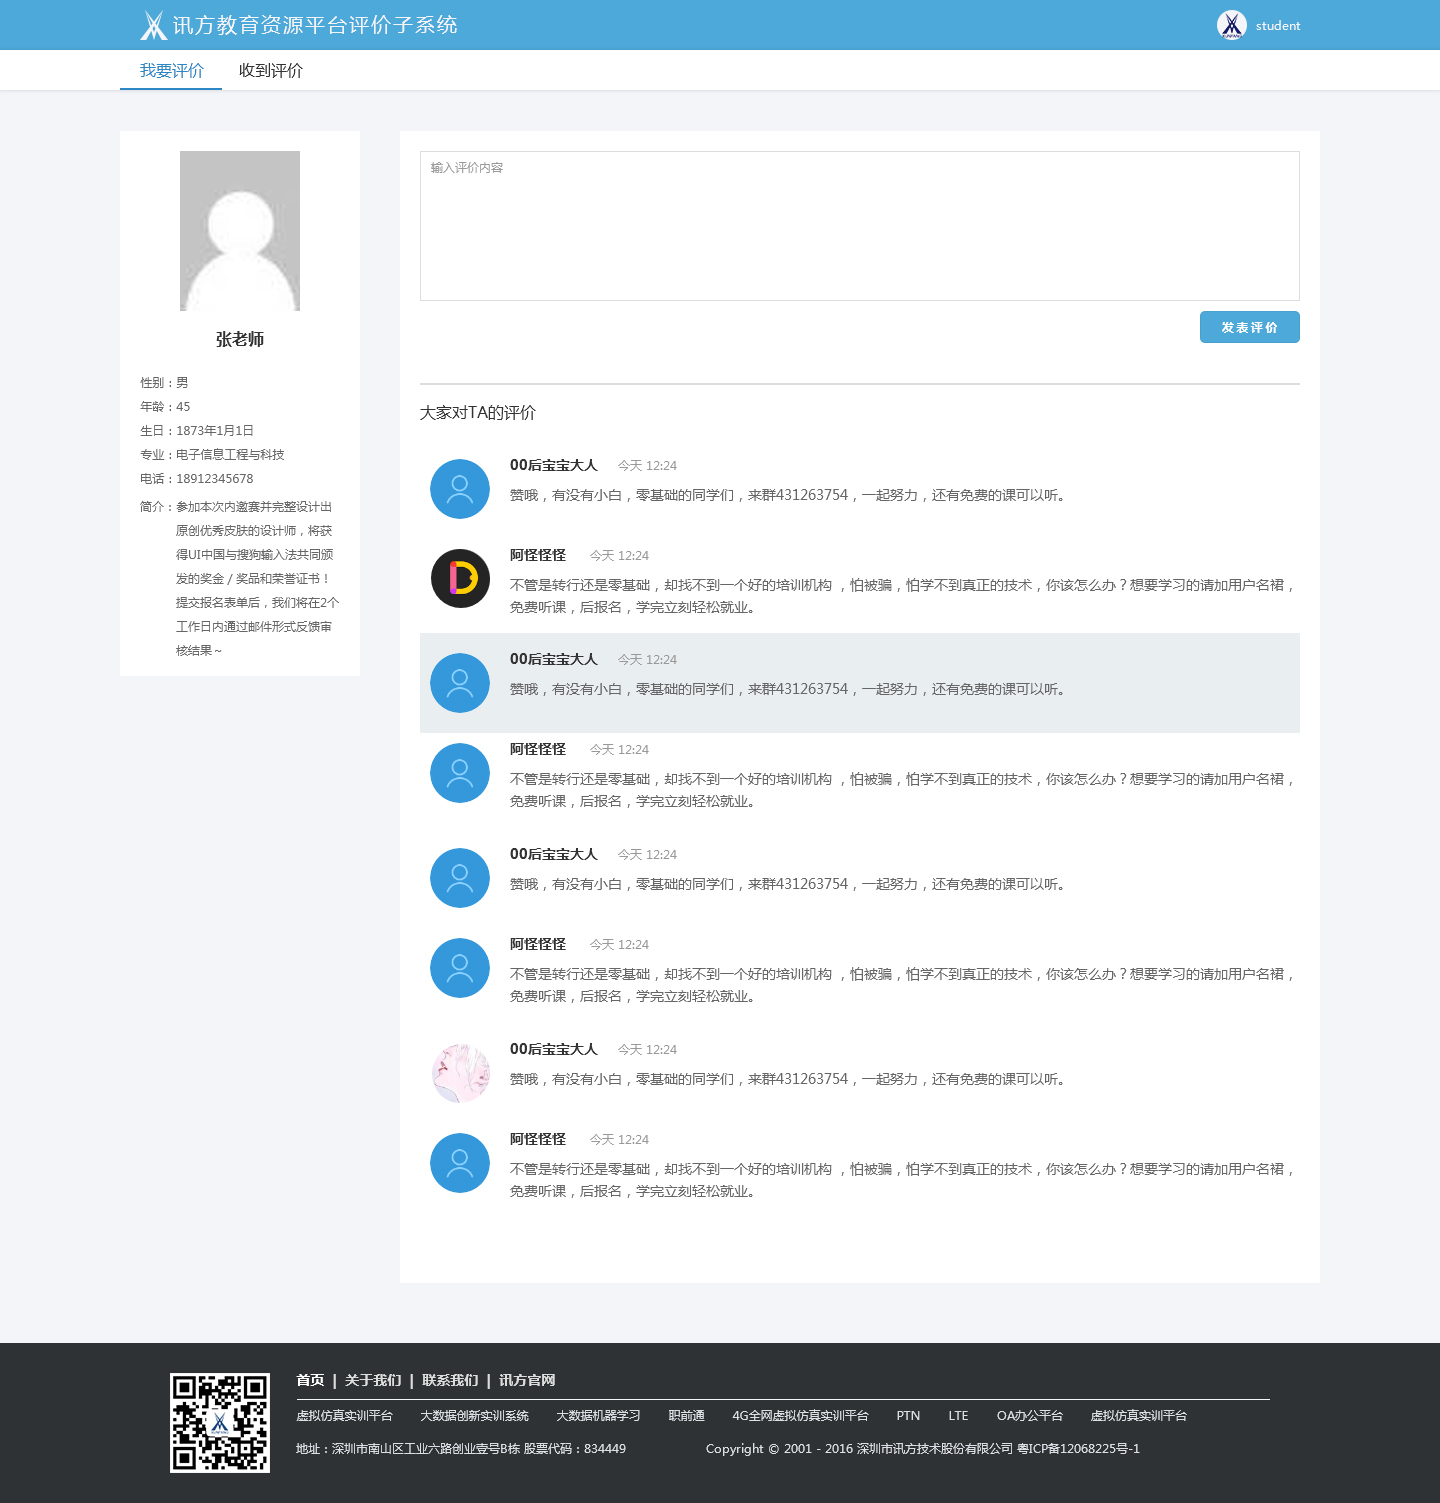 讯方教育资源平台评价子系统
student
我要评价 收到评价
输入评价内容
发表评价
张老师
性别：男
年龄：45
生日：1873年1月1日
专业：电子信息工程与科技
电话：18912345678
简介：参加本次内邀赛并完整设计出
原创优秀皮肤的设计师，将获
得UI中国与搜狗输入法共同颁
发的奖金／奖品和荣誉证书！
提交报名表单后，我们将在2个
工作日内通过邮件形式反馈审
核结果～
大家对TA的评价
00后宝宝大人 今天 12:24
赞哦，有没有小白，零基础的同学们，来群431263754，一起努力，还有免费的课可以听。
阿怪怪怪 今天 12:24
不管是转行还是零基础，却找不到一个好的培训机构 ，怕被骗，怕学不到真正的技术，你该怎么办？想要学习的请加用户名裙，
免费听课，后报名，学完立刻轻松就业。
00后宝宝大人 今天 12:24
赞哦，有没有小白，零基础的同学们，来群431263754，一起努力，还有免费的课可以听。
阿怪怪怪 今天 12:24
不管是转行还是零基础，却找不到一个好的培训机构 ，怕被骗，怕学不到真正的技术，你该怎么办？想要学习的请加用户名裙，
免费听课，后报名，学完立刻轻松就业。
00后宝宝大人 今天 12:24
赞哦，有没有小白，零基础的同学们，来群431263754，一起努力，还有免费的课可以听。
阿怪怪怪 今天 12:24
不管是转行还是零基础，却找不到一个好的培训机构 ，怕被骗，怕学不到真正的技术，你该怎么办？想要学习的请加用户名裙，
免费听课，后报名，学完立刻轻松就业。
00后宝宝大人 今天 12:24
赞哦，有没有小白，零基础的同学们，来群431263754，一起努力，还有免费的课可以听。
阿怪怪怪 今天 12:24
不管是转行还是零基础，却找不到一个好的培训机构 ，怕被骗，怕学不到真正的技术，你该怎么办？想要学习的请加用户名裙，
免费听课，后报名，学完立刻轻松就业。
首页 | 关于我们 | 联系我们 | 讯方官网
虚拟仿真实训平台 大数据创新实训系统 大数据机器学习 职前通 4G全网虚拟仿真实训平台 PTN LTE OA办公平台 虚拟仿真实训平台
地址：深圳市南山区工业六路创业壹号B栋 股票代码：834449 Copyright © 2001 - 2016 深圳市讯方技术股份有限公司 粤ICP备12068225号-1